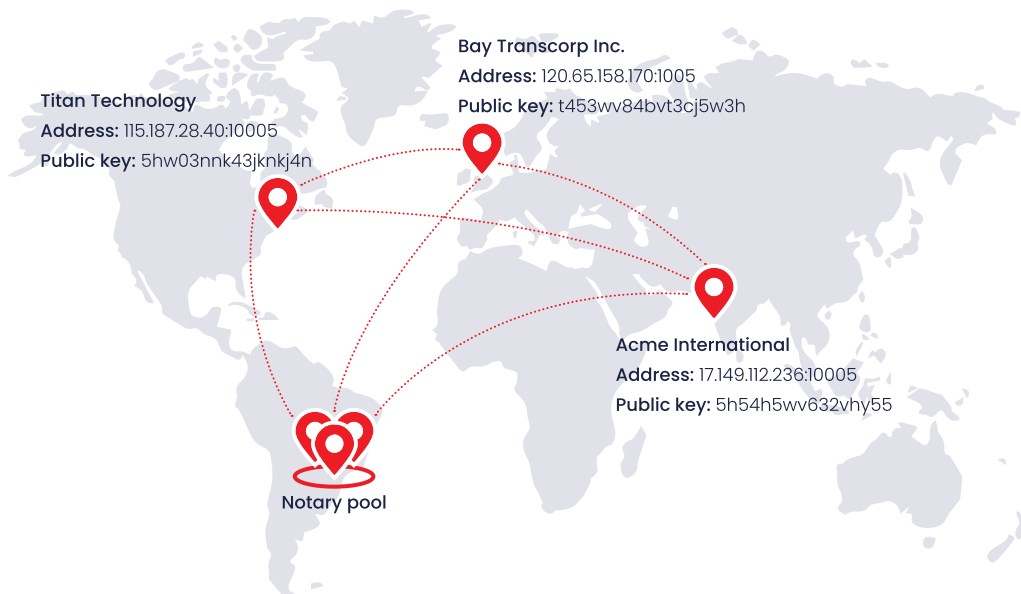 Bay Transcorp Inc.
Address: 120.65.158.170:1005
Public key: t453wv84bvt3cj5w3h
Titan Technology
Address: 115.187.28.40:10005
Public key: 5hw03nnk43jknkj4n
Acme International
Address: 17.149.112.236:10005
Public key: 5h54h5wv632vhy55
Notary pool